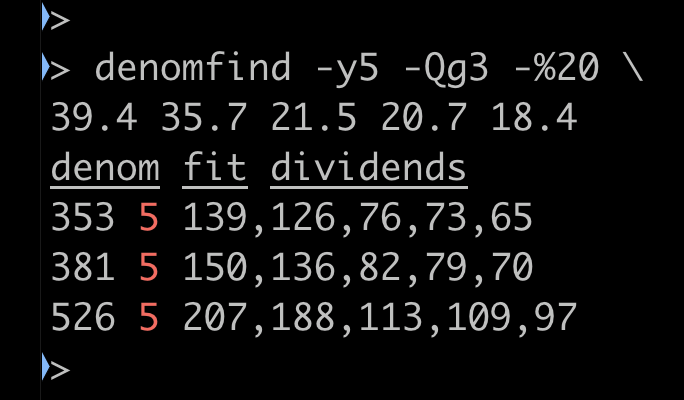 >
> denomfind -y5 -Qg3 -%20 \
39.4 35.7 21.5 20.7 18.4
denom fit dividends
353 5 139,126,76,73,65
381 5 150,136,82,79,70
526 5 207,188,113,109,97
>